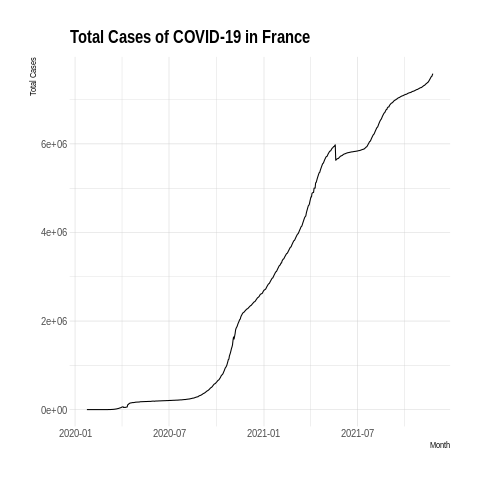 Total Cases of COVID-19 in France
Total Cases
6e+06
4e+06
2e+06
0e+00
2020-01 2020-07 2021-01 2021-07
Month